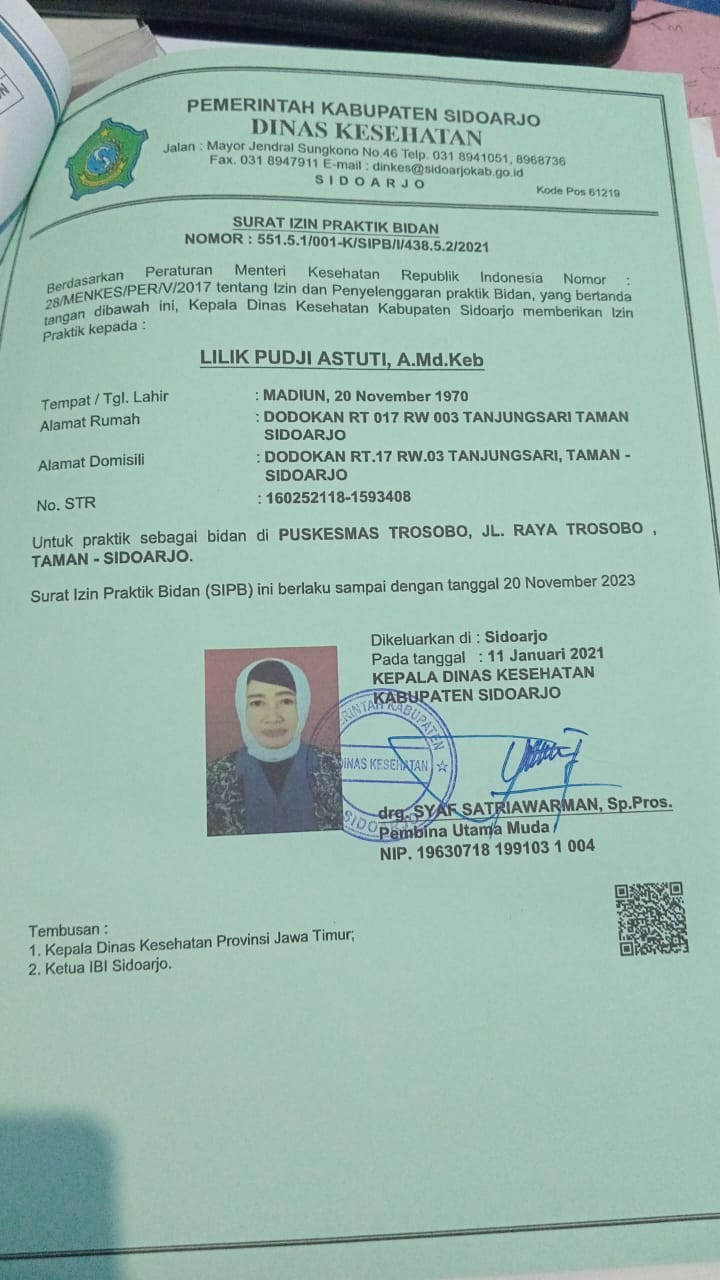 PEMERINTAH KABUPATEN SIDOARJO
DINAS KESEHATAN
Jalan : Mayor Jendral Sungkono No.46 Telp. 031 8941051, 8968736
Fax. 031 8947911 E-mail : dinkes@sidoarjokab.go.id
SIDOARJO
Kode Pos 61219
SURAT IZIN PRAKTIK BIDAN
NOMOR : 551.5.1/001-K/SIPB/I/438.5.2/2021
Berdasarkan Peraturan Menteri Kesehatan Republik Indonesia Nomor :
28/MENKES/PER/V/2017 tentang Izin dan Penyelenggaran praktik Bidan, yang bertanda
tangan dibawah ini, Kepala Dinas Kesehatan Kabupaten Sidoarjo memberikan Izin
Praktik kepada :
LILIK PUDJI ASTUTI, A.Md.Keb
Tempat / Tgl. Lahir : MADIUN, 20 November 1970
Alamat Rumah : DODOKAN RT 017 RW 003 TANJUNGSARI TAMAN
SIDOARJO
Alamat Domisili : DODOKAN RT.17 RW.03 TANJUNGSARI, TAMAN -
SIDOARJO
No. STR : 160252118-1593408
Untuk praktik sebagai bidan di PUSKESMAS TROSOBO, JL. RAYA TROSOBO ,
TAMAN - SIDOARJO.
Surat Izin Praktik Bidan (SIPB) ini berlaku sampai dengan tanggal 20 November 2023
Dikeluarkan di : Sidoarjo
Pada tanggal : 11 Januari 2021
KEPALA DINAS KESEHATAN
KABUPATEN SIDOARJO
RINTAH KABUPATEN
DINAS KESEHATAN
SIDO
drg. SYAF SATRIAWARMAN, Sp.Pros.
Pembina Utama Muda
NIP. 19630718 199103 1 004
Tembusan :
1. Kepala Dinas Kesehatan Provinsi Jawa Timur;
2. Ketua IBI Sidoarjo.